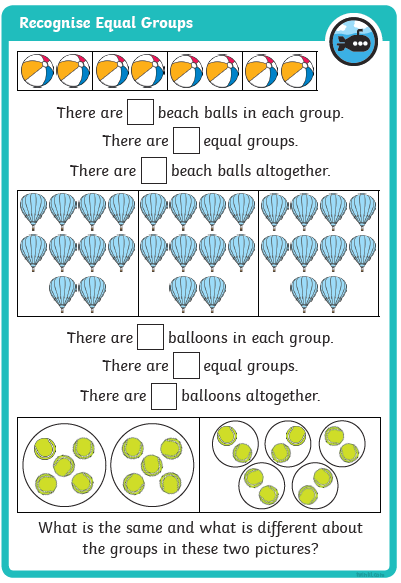 Recognise Equal Groups
There are beach balls in each group.
There are equal groups.
There are beach balls altogether.
There are balloons in each group.
There are equal groups.
There are balloons altogether.
What is the same and what is different about
the groups in these two pictures?